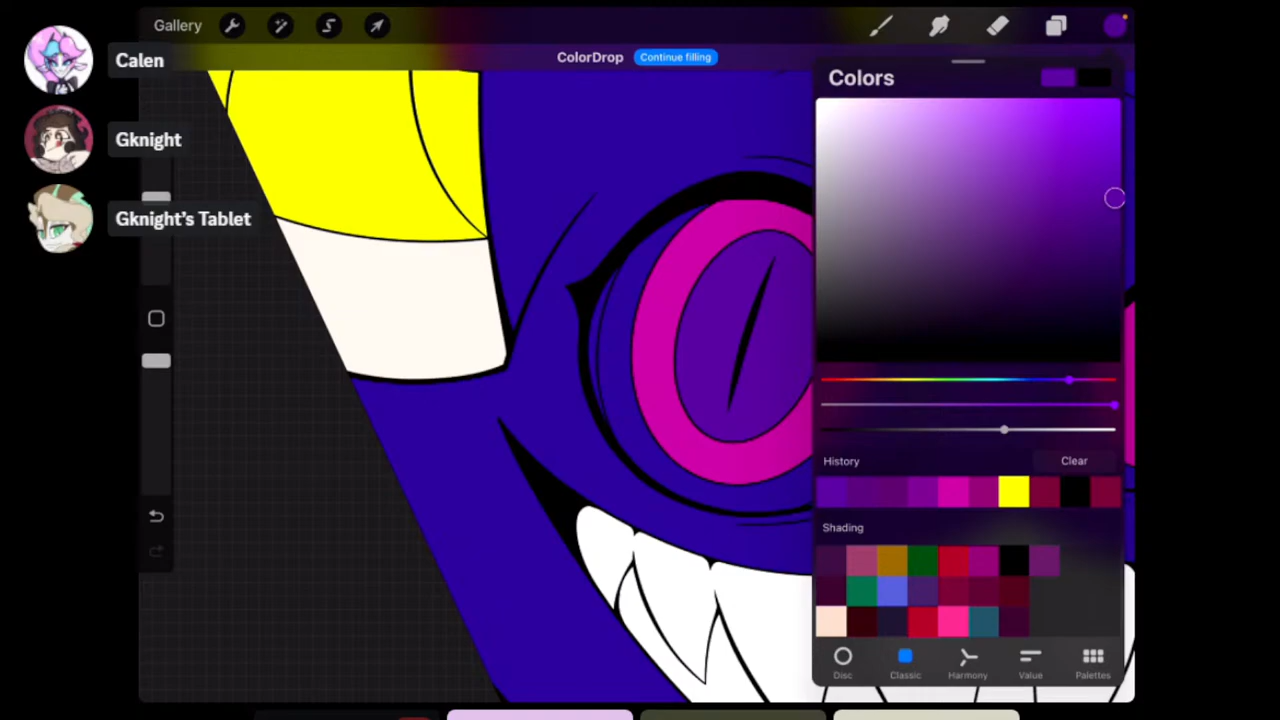 Gallery
Calen
Gknight
Gknight's Tablet
ColorDrop Continue filling
Colors
History Clear
Shading
Disc Classic Harmony Value Palettes